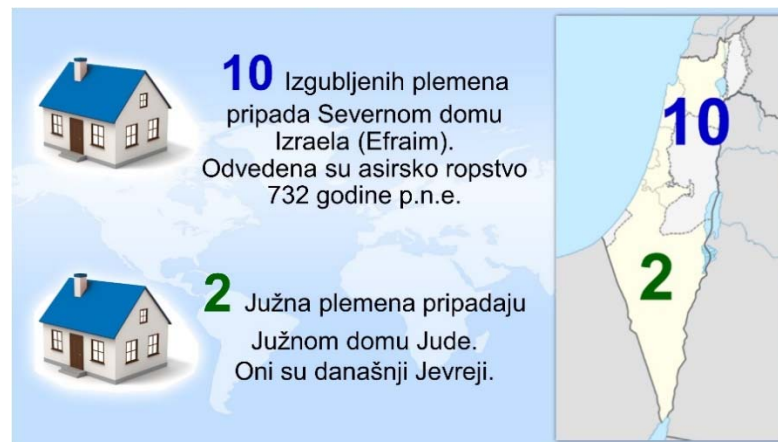 10 Izgubljenih plemena
pripada Severnom domu
Izraela (Efraim).
Odvedena su asirsko ropstvo
732 godine p.n.e.
2 Južna plemena pripadaju
Južnom domu Jude.
Oni su današnji Jevreji.
10
2